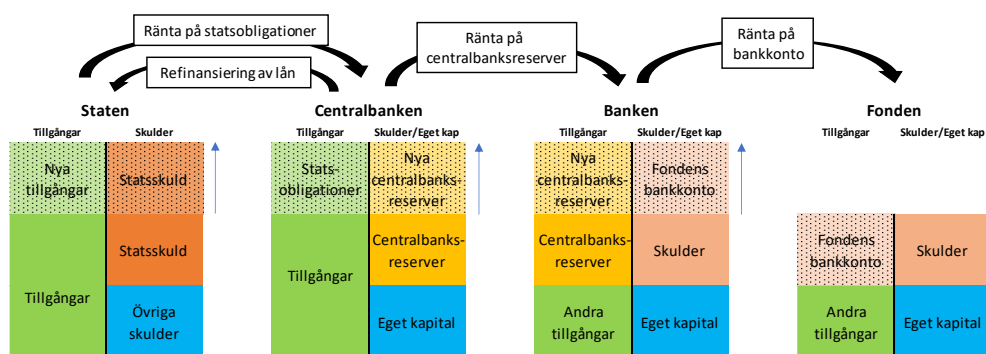 Ränta på statsobligationer
Refinansiering av lån
Ränta på
centralbanksreserver
Ränta på
bankkonto
Staten
Centralbanken
Banken
Fonden
Tillgångar
Skulder
Tillgångar
Skulder/Eget kap
Tillgångar
Skulder/Eget kap
Tillgångar
Skulder/Eget kap
Nya
tillgångar
Statsskuld
Statsskuld
Tillgångar
Övriga
skulder
Stats-
obligationer
Nya
centralbanks-
reserver
Centralbanks-
reserver
Tillgångar
Eget kapital
Nya
centralbanks-
reserver
Fondens
bankkonto
Centralbanks-
reserver
Skulder
Andra
tillgångar
Eget kapital
Fondens
bankkonto
Skulder
Andra
tillgångar
Eget kapital